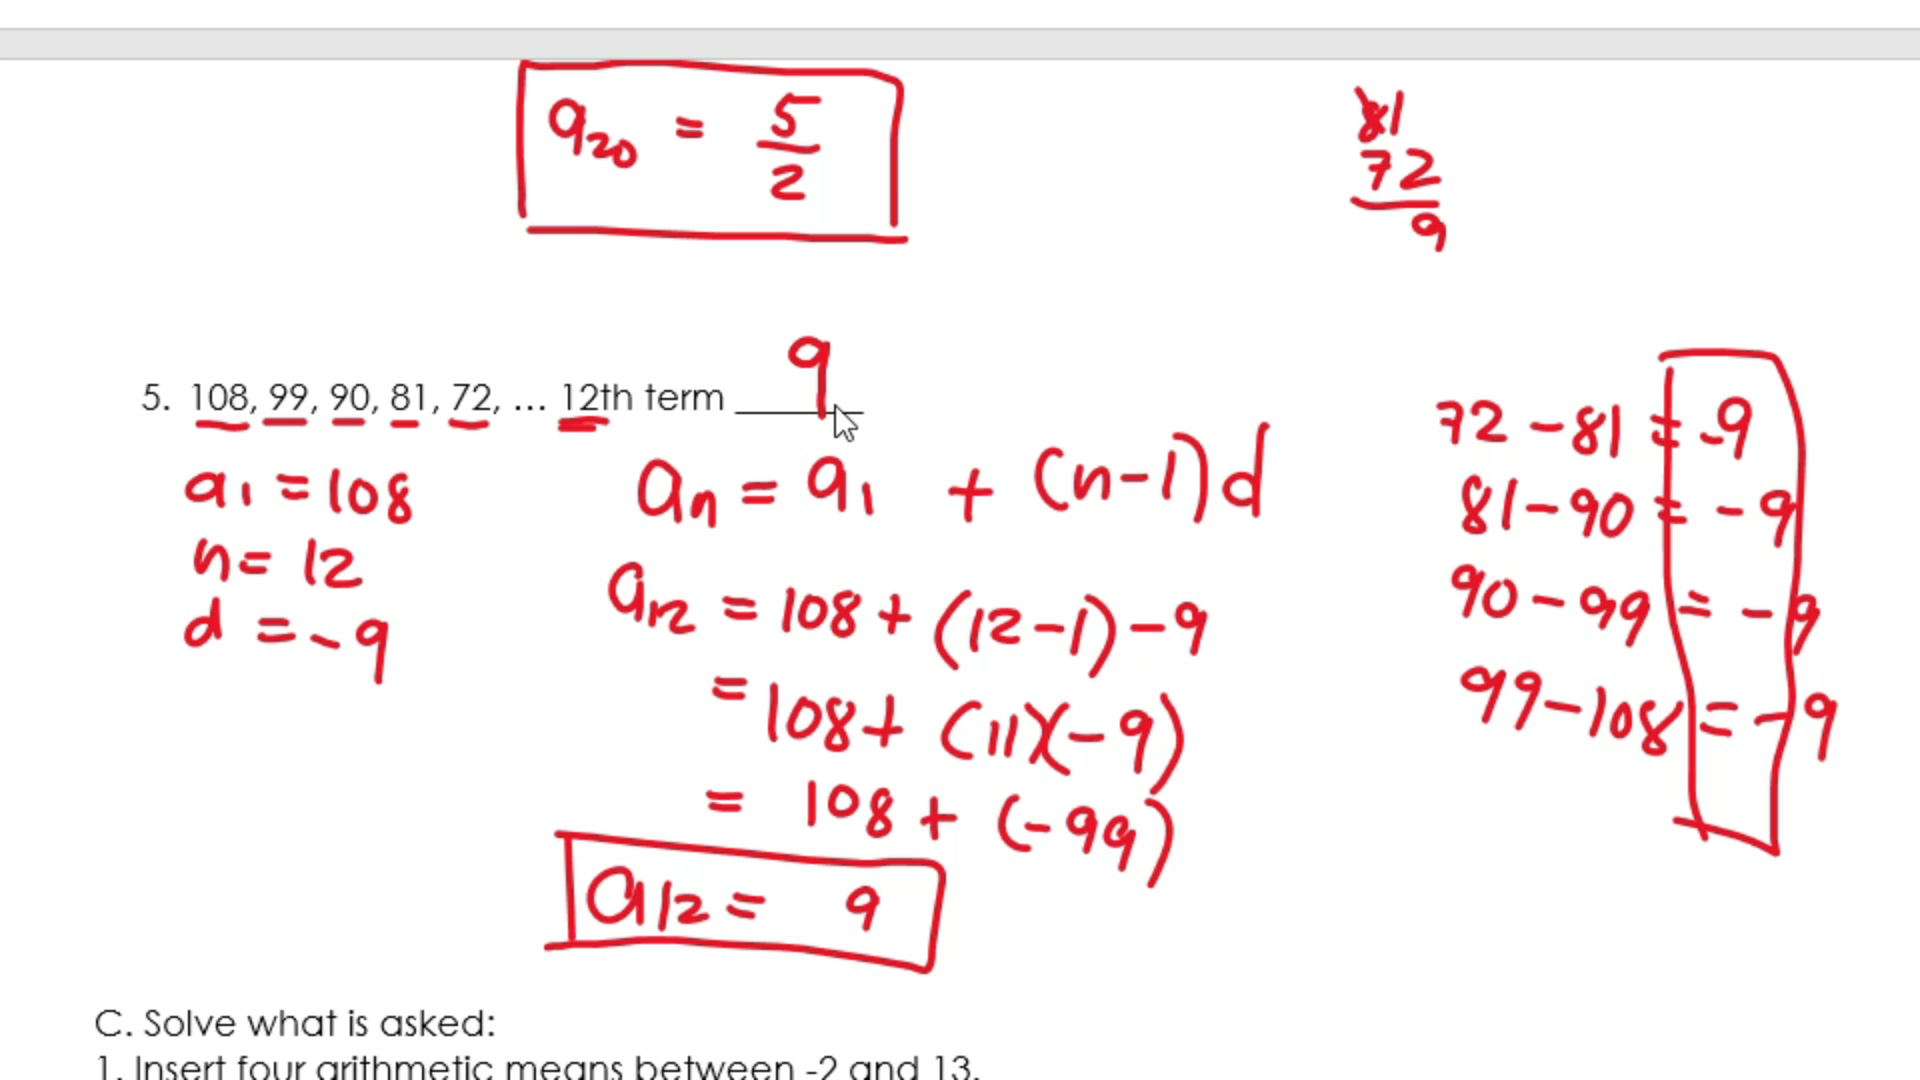 a20 = 5/2
81
72
9
5. 108, 99, 90, 81, 72, ... 12th term ______ 9
a1 = 108
n = 12
d = -9
an = a1 + (n-1)d
a12 = 108 + (12-1) -9
= 108 + (11)(-9)
= 108 + (-99)
a12 = 9
72 - 81 = -9
81 - 90 = -9
90 - 99 = -9
99 - 108 = -9
C. Solve what is asked:
1. Insert four arithmetic means between -2 and 13.